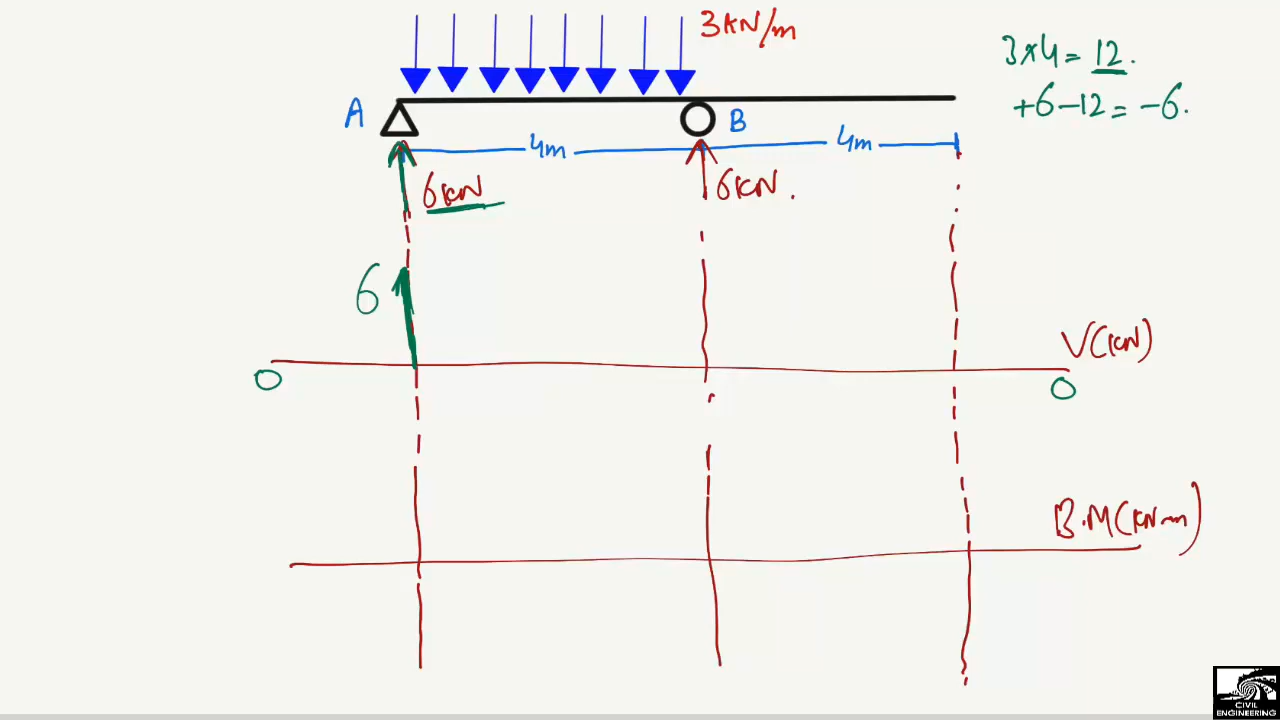 3KN/m
3×4 = 12.
+6-12 = -6.
A
B
4m
4m
6KN
6KN.
6
V(KN)
0
0
B.M(KN-m)
CIVIL
ENGINEERING